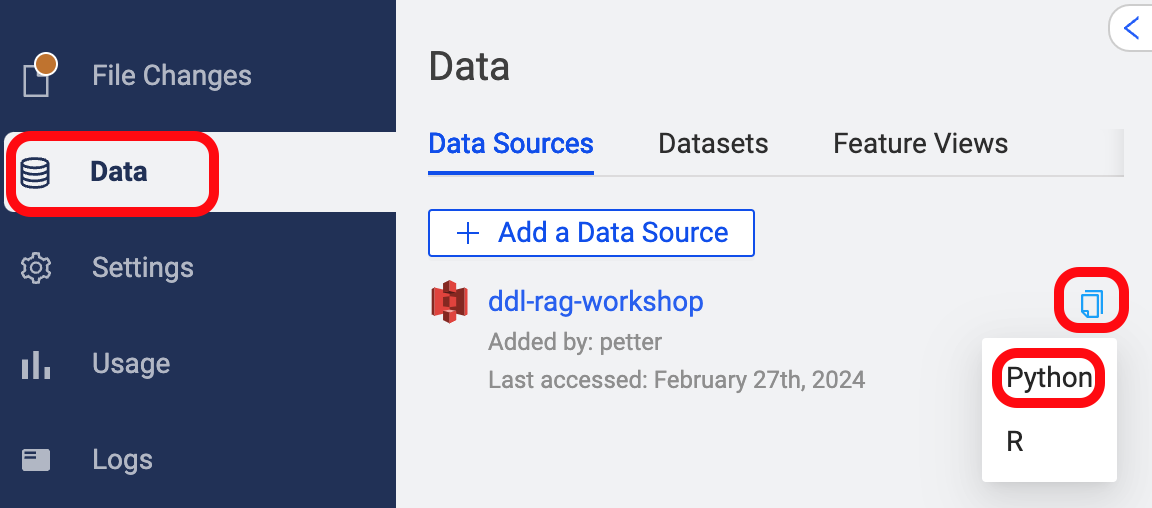 File Changes
Data
Settings
Usage
Logs
Data
Data Sources
Datasets
Feature Views
+ Add a Data Source
ddl-rag-workshop
Added by: petter
Last accessed: February 27th, 2024
Python
R